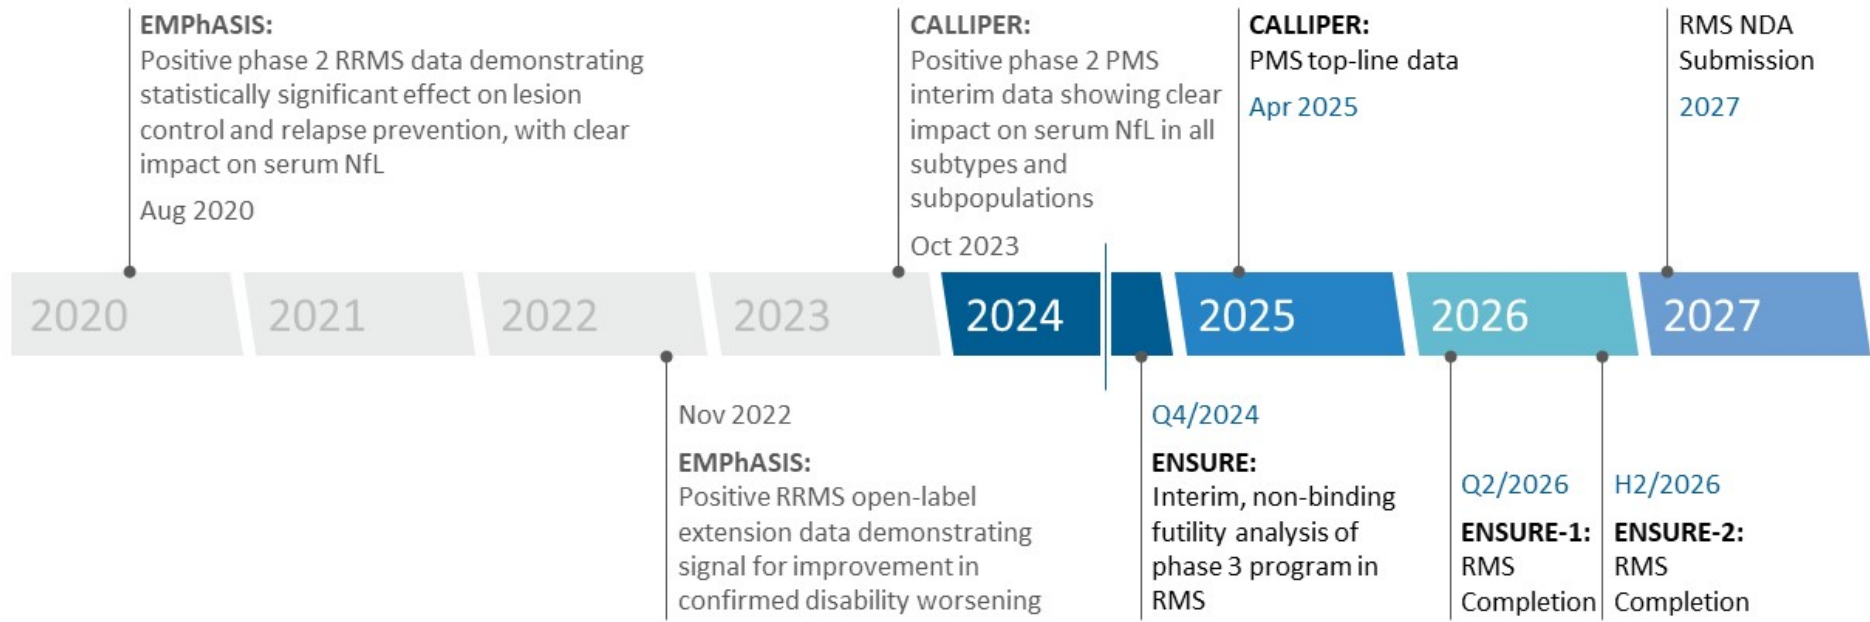 EMPhASIS:
Positive phase 2 RRMS data demonstrating
statistically significant effect on lesion
control and relapse prevention, with clear
impact on serum NfL
Aug 2020
CALLIPER:
Positive phase 2 PMS
interim data showing clear
impact on serum NfL in all
subtypes and
subpopulations
Oct 2023
CALLIPER:
PMS top-line data
Apr 2025
RMS NDA
Submission
2027
2020
2021
2022
2023
2024
2025
2026
2027
Nov 2022
EMPhASIS:
Positive RRMS open-label
extension data demonstrating
signal for improvement in
confirmed disability worsening
Q4/2024
ENSURE:
Interim, non-binding
futility analysis of
phase 3 program in
RMS
Q2/2026
ENSURE-1:
RMS
Completion
H2/2026
ENSURE-2:
RMS
Completion